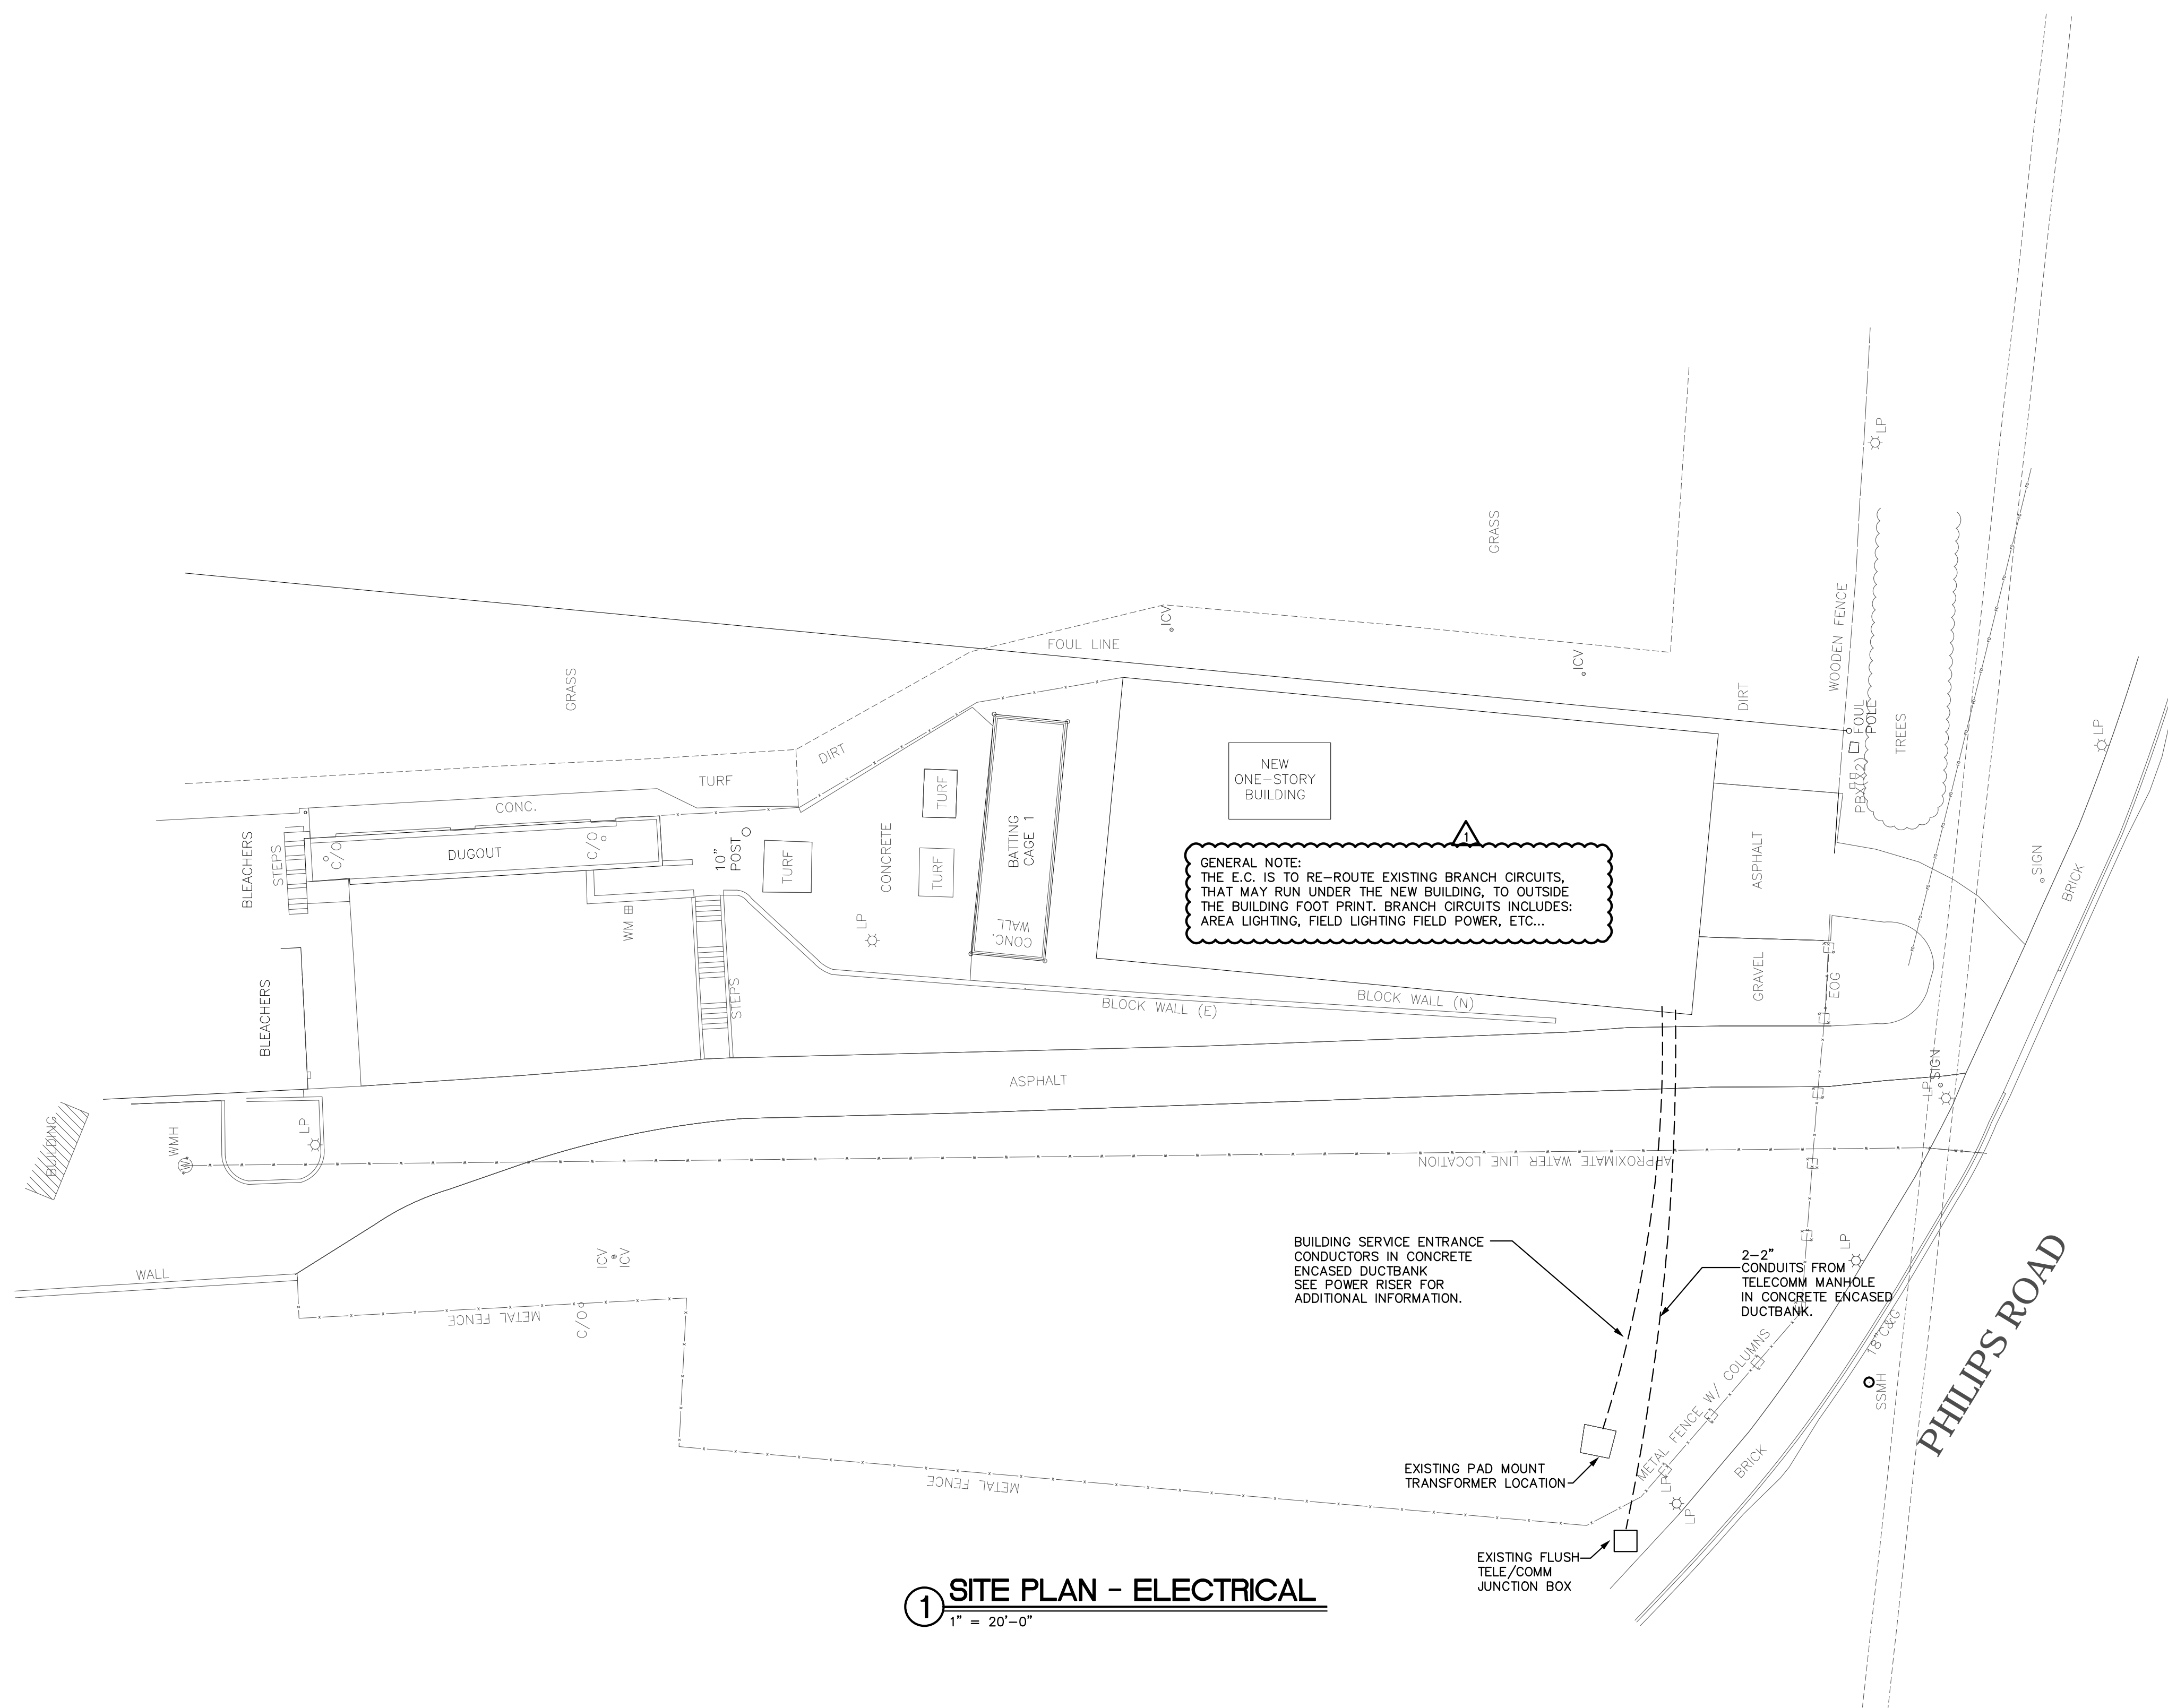 LP
GRASS
WOODEN FENCE
ICV
FOUL LINE
ICV
GRASS
DIRT
FOUL
POLE
TREES
LP
DIRT
TURF
CONC.
PBX(X2)
NEW
ONE-STORY
BUILDING
TURF
BLEACHERS
STEPS
C/O
DUGOUT
C/O
10"
POST
TURF
CONCRETE
TURF
BATTING
CAGE 1
CONC.
WALL
1
GENERAL NOTE:
THE E.C. IS TO RE-ROUTE EXISTING BRANCH CIRCUITS,
THAT MAY RUN UNDER THE NEW BUILDING, TO OUTSIDE
THE BUILDING FOOT PRINT. BRANCH CIRCUITS INCLUDES:
AREA LIGHTING, FIELD LIGHTING FIELD POWER, ETC...
ASPHALT
SIGN
BRICK
WM
LP
BLEACHERS
STEPS
BLOCK WALL (E)
BLOCK WALL (N)
GRAVEL
EOG
ASPHALT
LP
SIGN
BUILDING
WMH
W
LP
APPROXIMATE WATER LINE LOCATION
WALL
ICV
ICV
METAL FENCE
C/O
BUILDING SERVICE ENTRANCE
CONDUCTORS IN CONCRETE
ENCASED DUCTBANK
SEE POWER RISER FOR
ADDITIONAL INFORMATION.
2-2"
CONDUITS FROM
TELECOMM MANHOLE
IN CONCRETE ENCASED
DUCTBANK.
LP
18"C&G
SSMH
PHILIPS ROAD
METAL FENCE W/ COLUMNS
BRICK
METAL FENCE
EXISTING PAD MOUNT
TRANSFORMER LOCATION
LP
LP
EXISTING FLUSH
TELE/COMM
JUNCTION BOX
1
SITE PLAN - ELECTRICAL
1" = 20'-0"